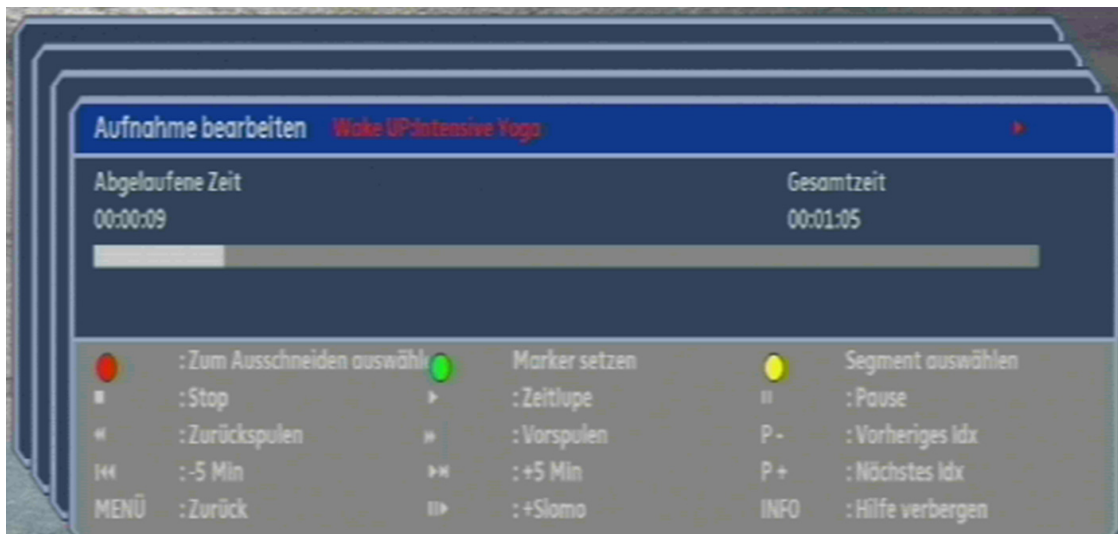 Aufnahme bearbeiten Wake UP:Intensive Yoga
Abgelaufene Zeit Gesamtzeit
00:00:09 00:01:05
: Zum Ausschneiden auswähl Marker setzen Segment auswählen
: Stop : Zeitlupe : Pause
: Zurückspulen : Vorspulen P - : Vorheriges Idx
: -5 Min : +5 Min P + : Nächstes Idx
MENÜ : Zurück : +Slomo INFO : Hilfe verbergen